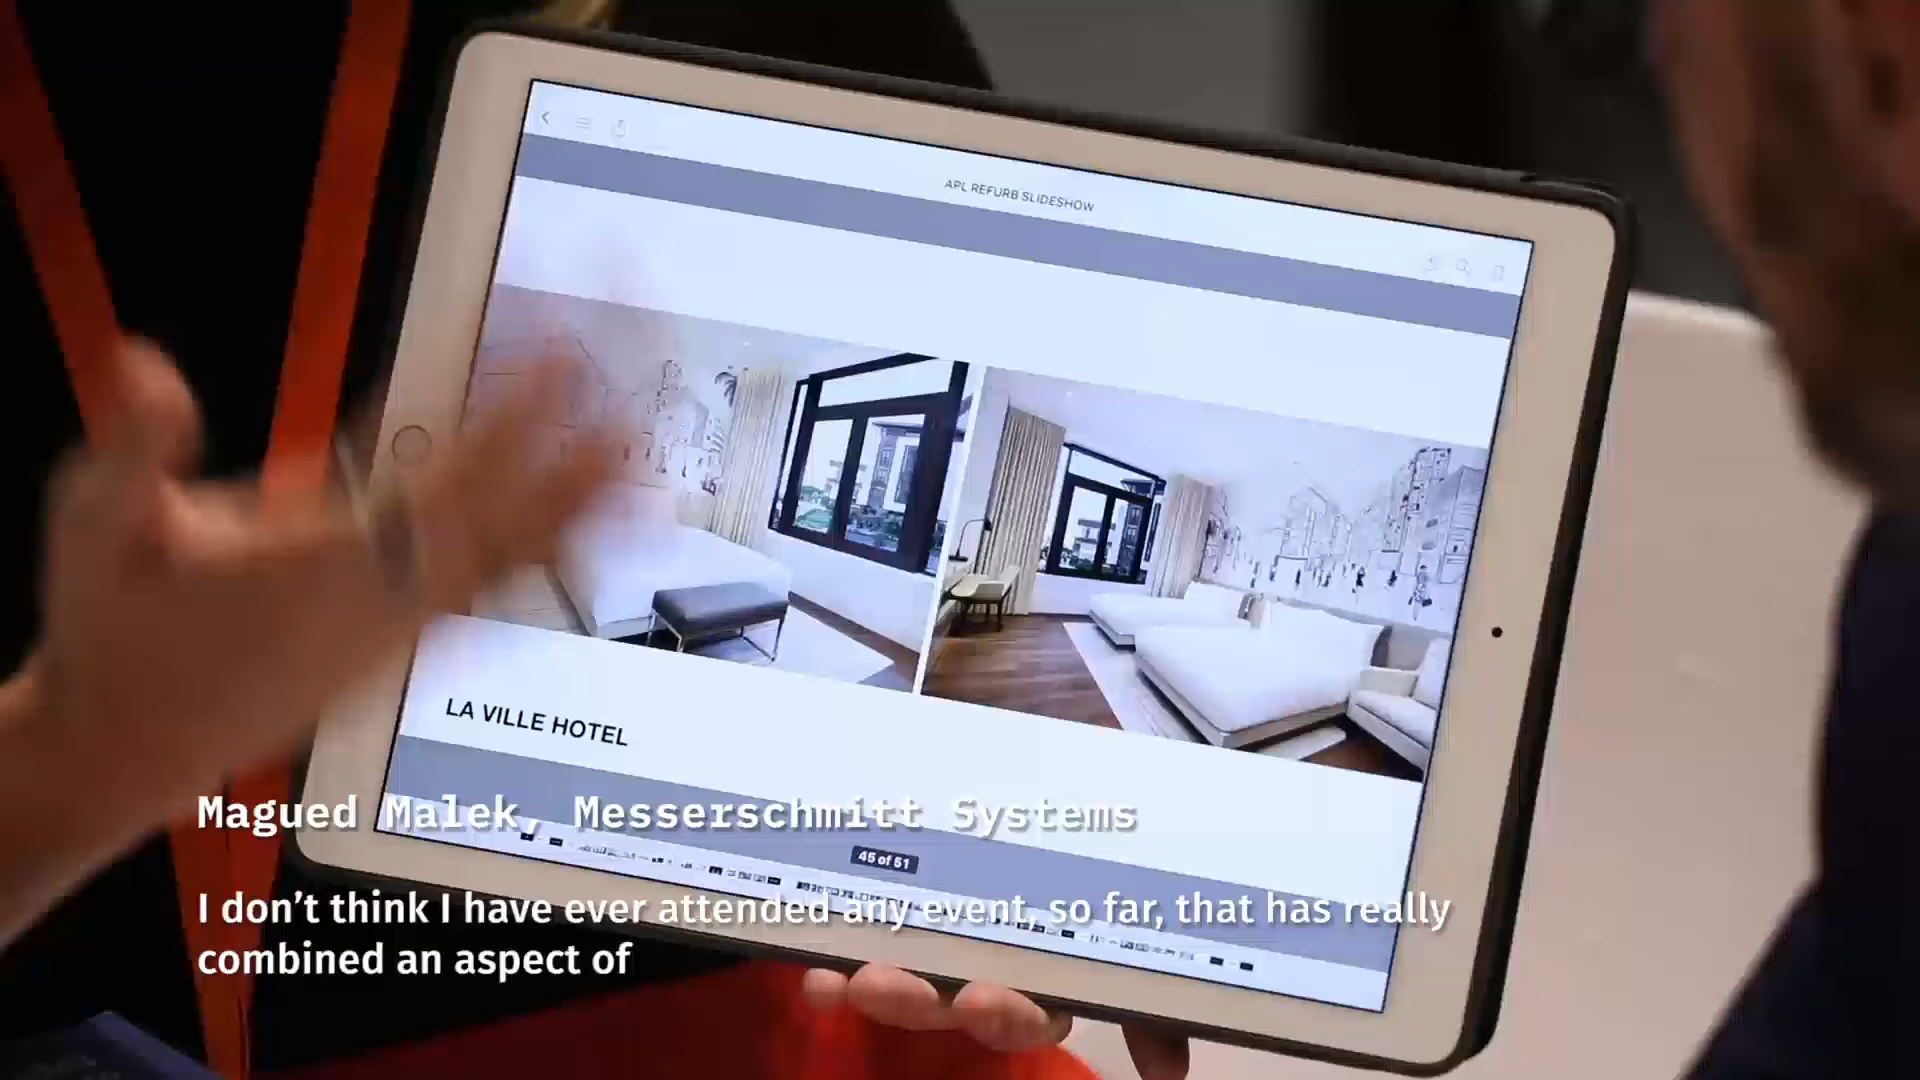 APL REFURB SLIDESHOW
LA VILLE HOTEL
Magued Malek, Messerschmitt Systems
45 of 51
I don't think I have ever attended any event, so far, that has really
combined an aspect of